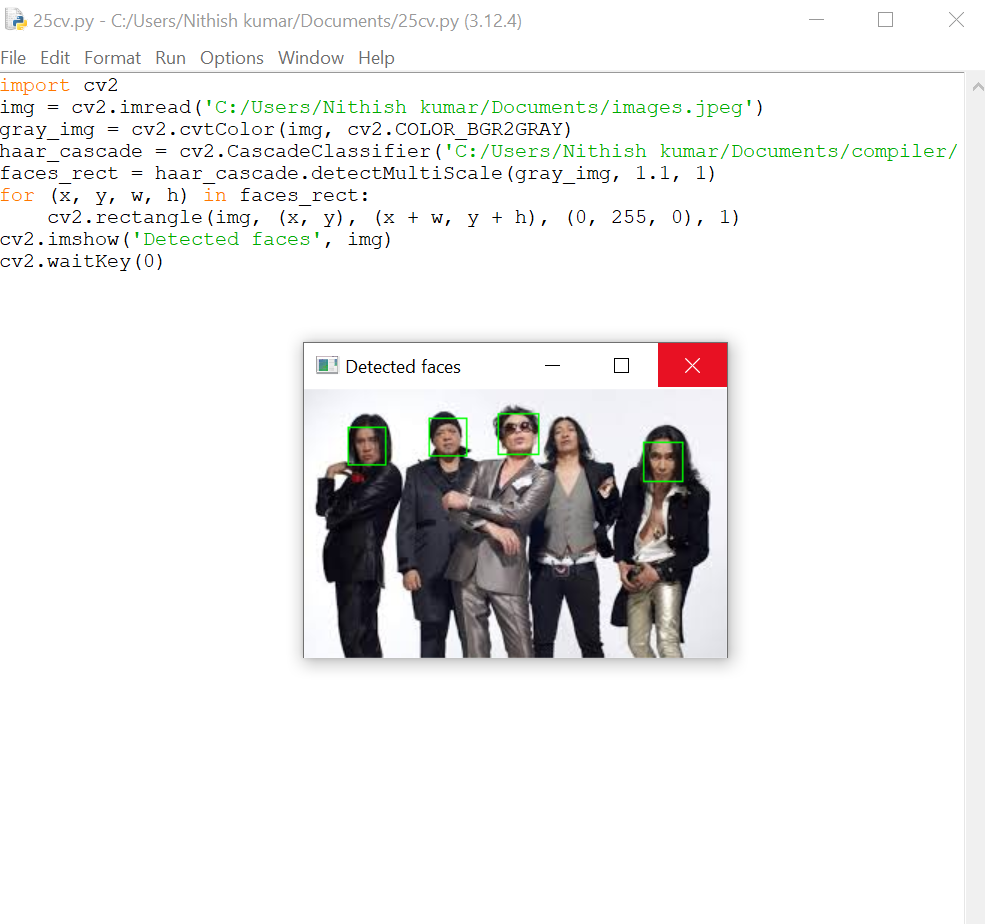 25cv.py - C:/Users/Nithish kumar/Documents/25cv.py (3.12.4)
File Edit Format Run Options Window Help
import cv2
img = cv2.imread('C:/Users/Nithish kumar/Documents/images.jpeg')
gray_img = cv2.cvtColor(img, cv2.COLOR_BGR2GRAY)
haar_cascade = cv2.CascadeClassifier('C:/Users/Nithish kumar/Documents/compiler/
faces_rect = haar_cascade.detectMultiScale(gray_img, 1.1, 1)
for (x, y, w, h) in faces_rect:
    cv2.rectangle(img, (x, y), (x + w, y + h), (0, 255, 0), 1)
cv2.imshow('Detected faces', img)
cv2.waitKey(0)
Detected faces